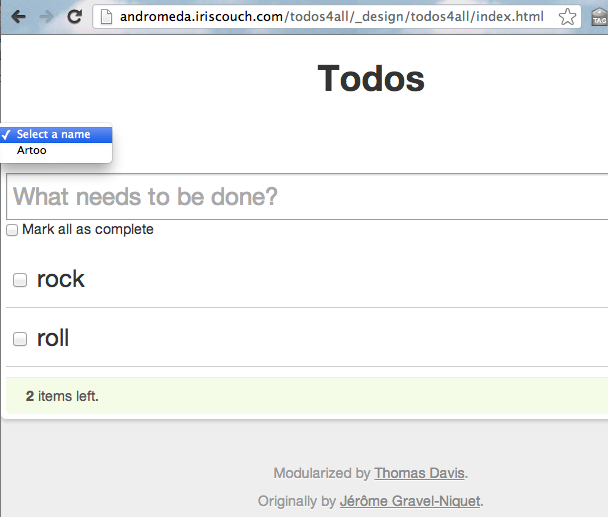 andromeda.iriscouch.com/todos4all/_design/todos4all/index.html
TAG
Todos
Select a name
Artoo
What needs to be done?
Mark all as complete
rock
roll
2 items left.
Modularized by Thomas Davis.
Originally by Jérôme Gravel-Niquet.